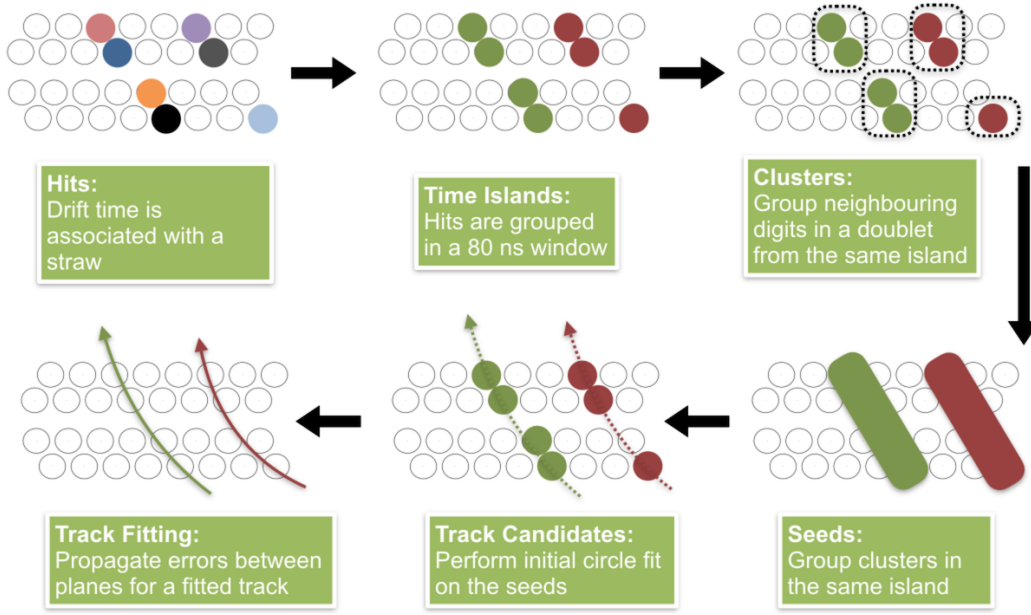 Hits:
Drift time is
associated with a
straw
Time Islands:
Hits are grouped
in a 80 ns window
Clusters:
Group neighbouring
digits in a doublet
from the same island
Track Fitting:
Propagate errors between
planes for a fitted track
Track Candidates:
Perform initial circle fit
on the seeds
Seeds:
Group clusters in
the same island